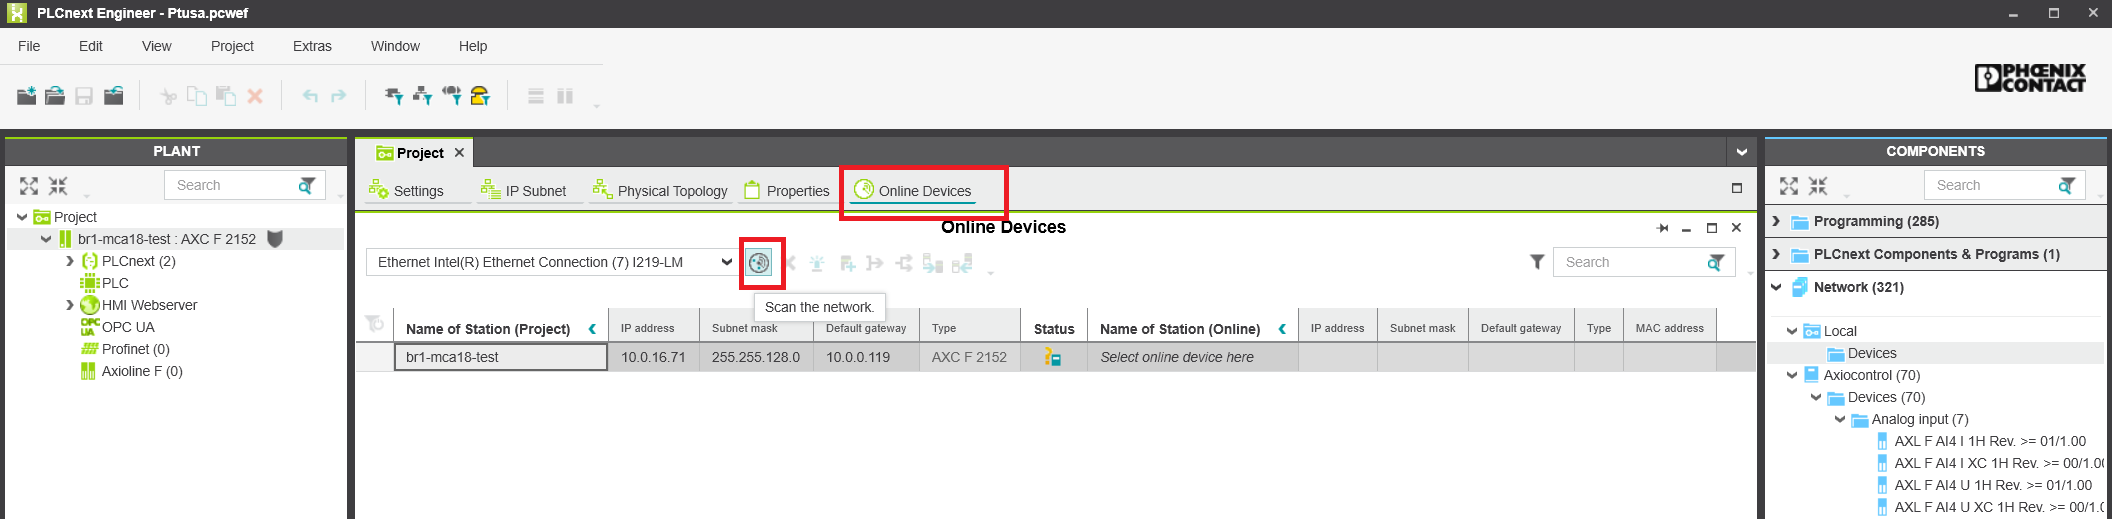 PLCnext Engineer - Ptusa.pcwef
File Edit View Project Extras Window Help
PHŒNIX
CONTACT
PLANT
Search
Project
br1-mca18-test : AXC F 2152
PLCnext (2)
PLC
HMI Webserver
OPC UA
OPC UA
Profinet (0)
Axioline F (0)
Project
Settings IP Subnet Physical Topology Properties Online Devices
Online Devices
Ethernet Intel(R) Ethernet Connection (7) I219-LM
Search
Scan the network.
Name of Station (Project) IP address Subnet mask Default gateway Type Status Name of Station (Online) IP address Subnet mask Default gateway Type MAC address
br1-mca18-test 10.0.16.71 255.255.128.0 10.0.0.119 AXC F 2152 Select online device here
COMPONENTS
Search
Programming (285)
PLCnext Components & Programs (1)
Network (321)
Local
Devices
Axiocontrol (70)
Devices (70)
Analog input (7)
AXL F AI4 I 1H Rev. >= 01/1.00
AXL F AI4 I XC 1H Rev. >= 00/1.0(
AXL F AI4 U 1H Rev. >= 01/1.00
AXL F AI4 U XC 1H Rev. >= 00/1.(